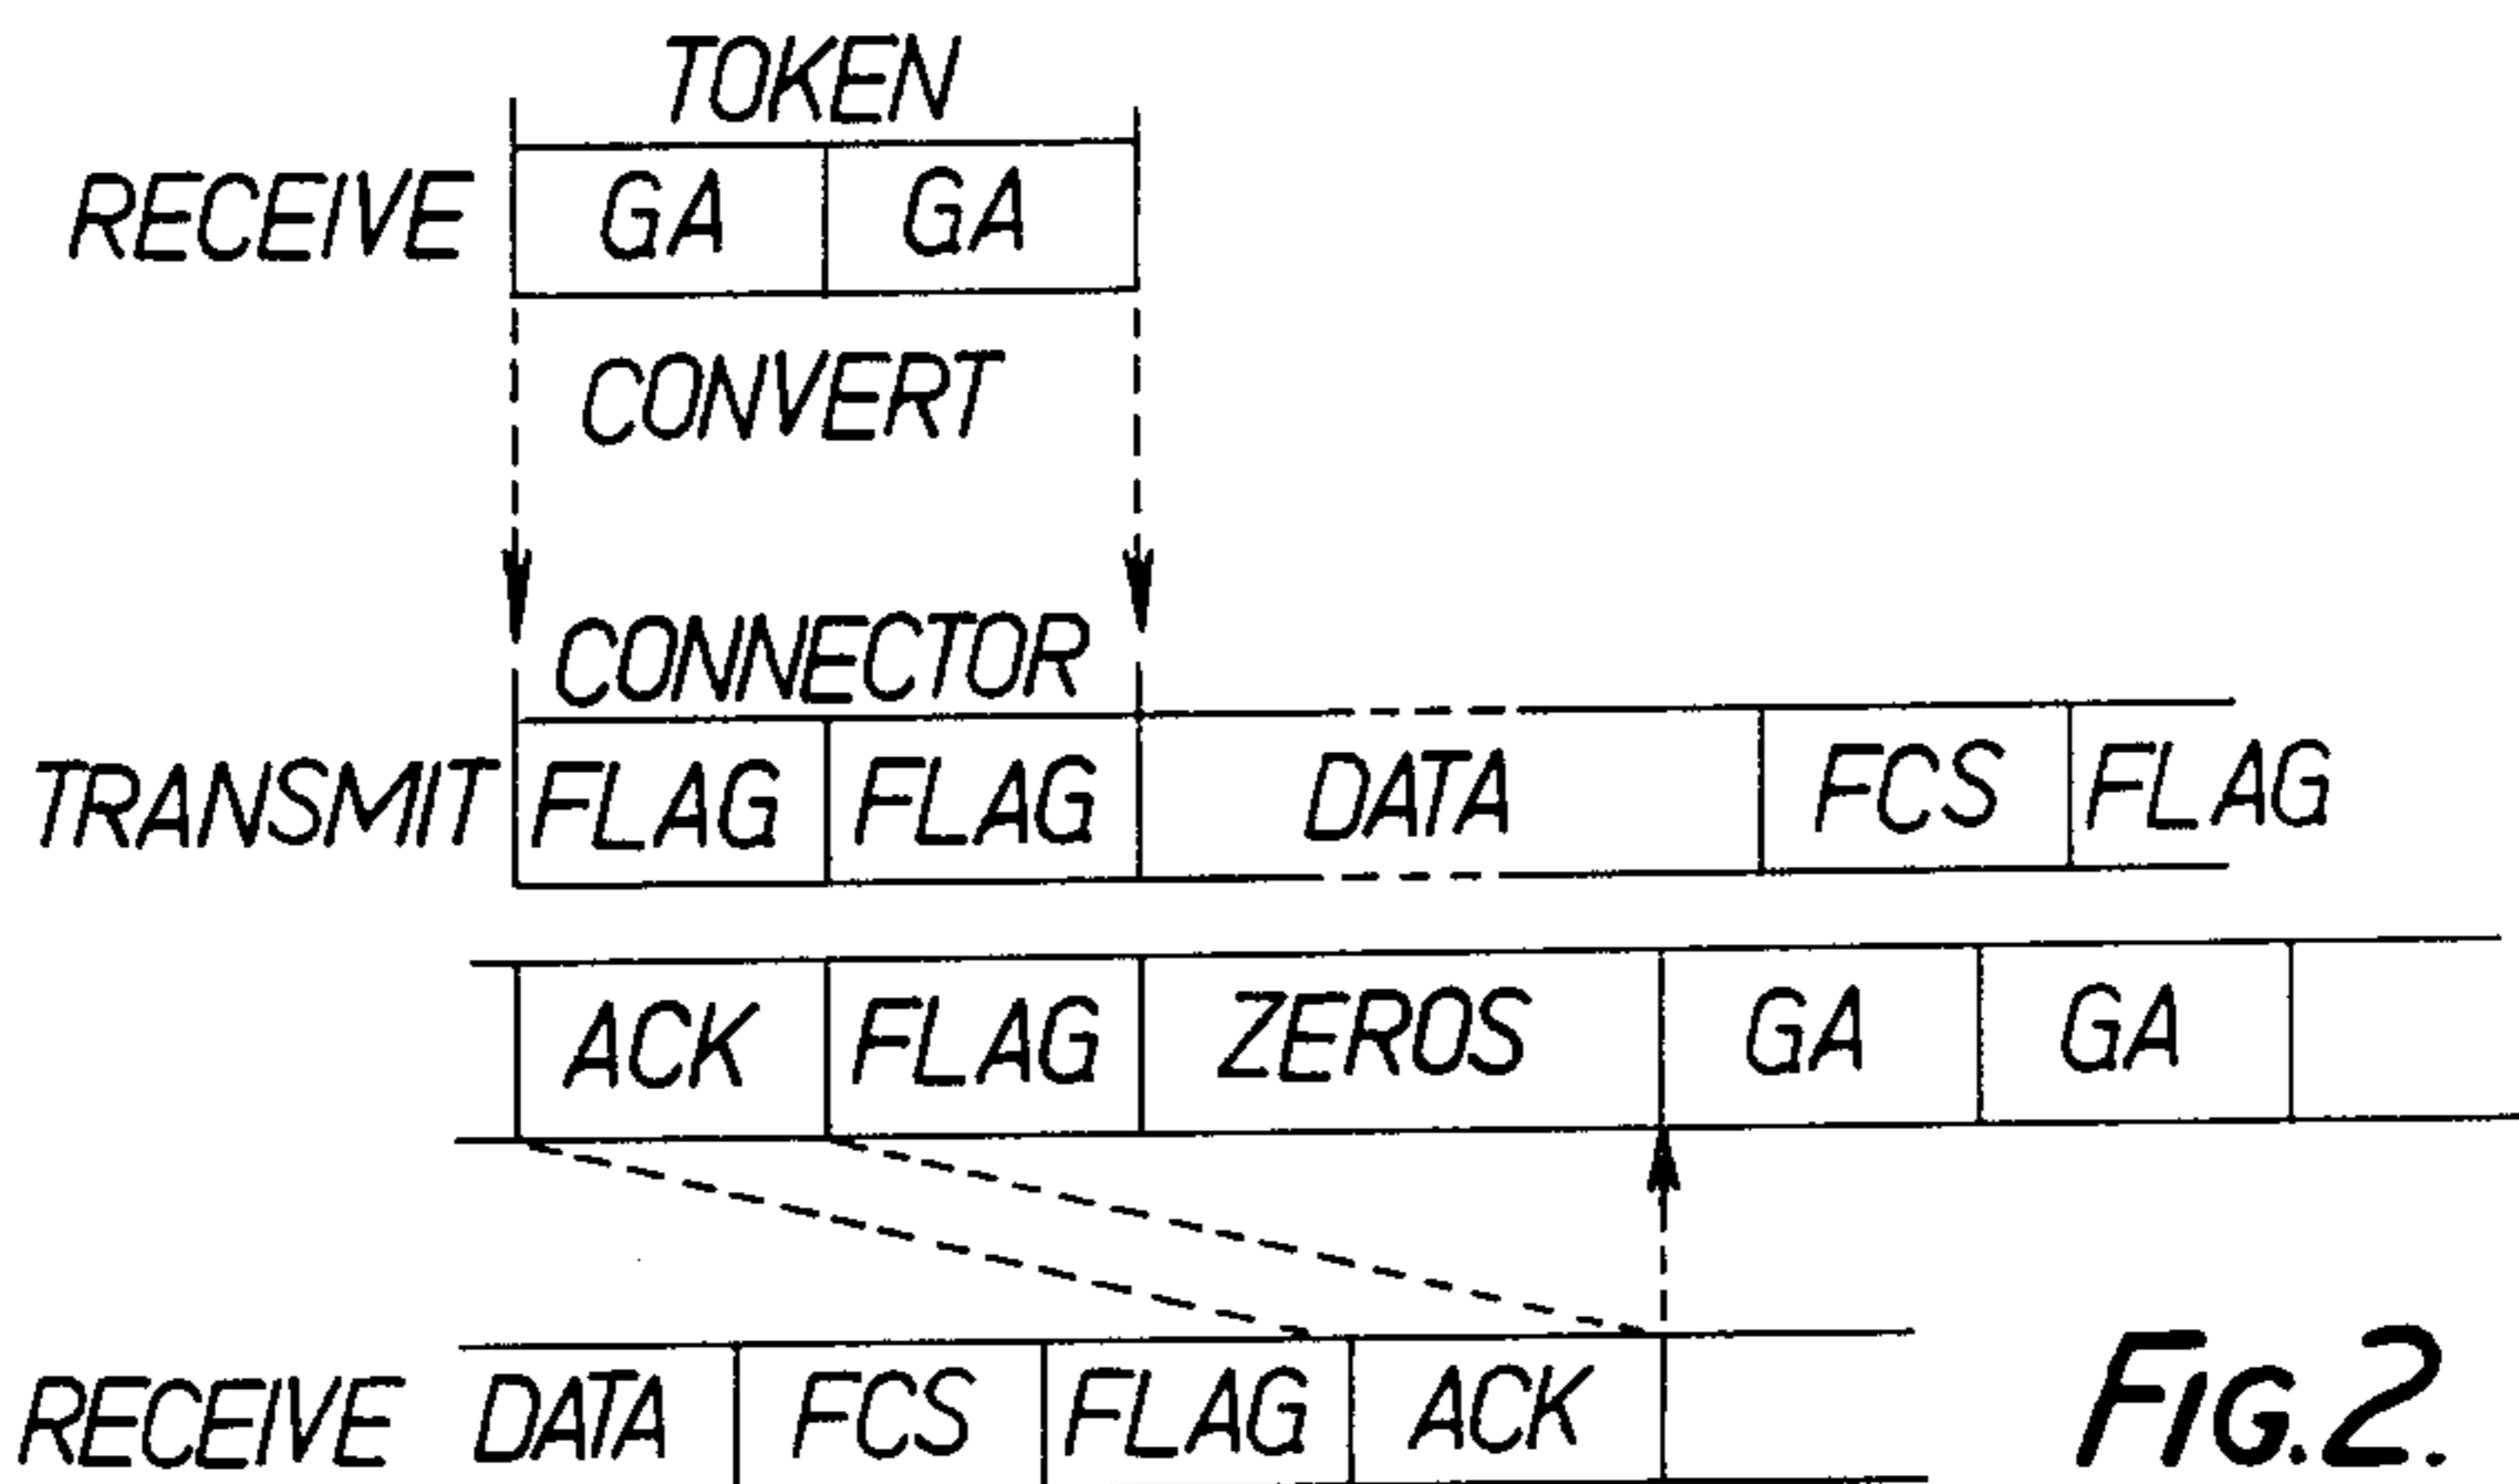 TOKEN
RECEIVE GA GA
CONVERT
CONNECTOR
TRANSMIT FLAG FLAG DATA FCS FLAG
ACK FLAG ZEROS GA GA
RECEIVE DATA FCS FLAG ACK
FIG.2.